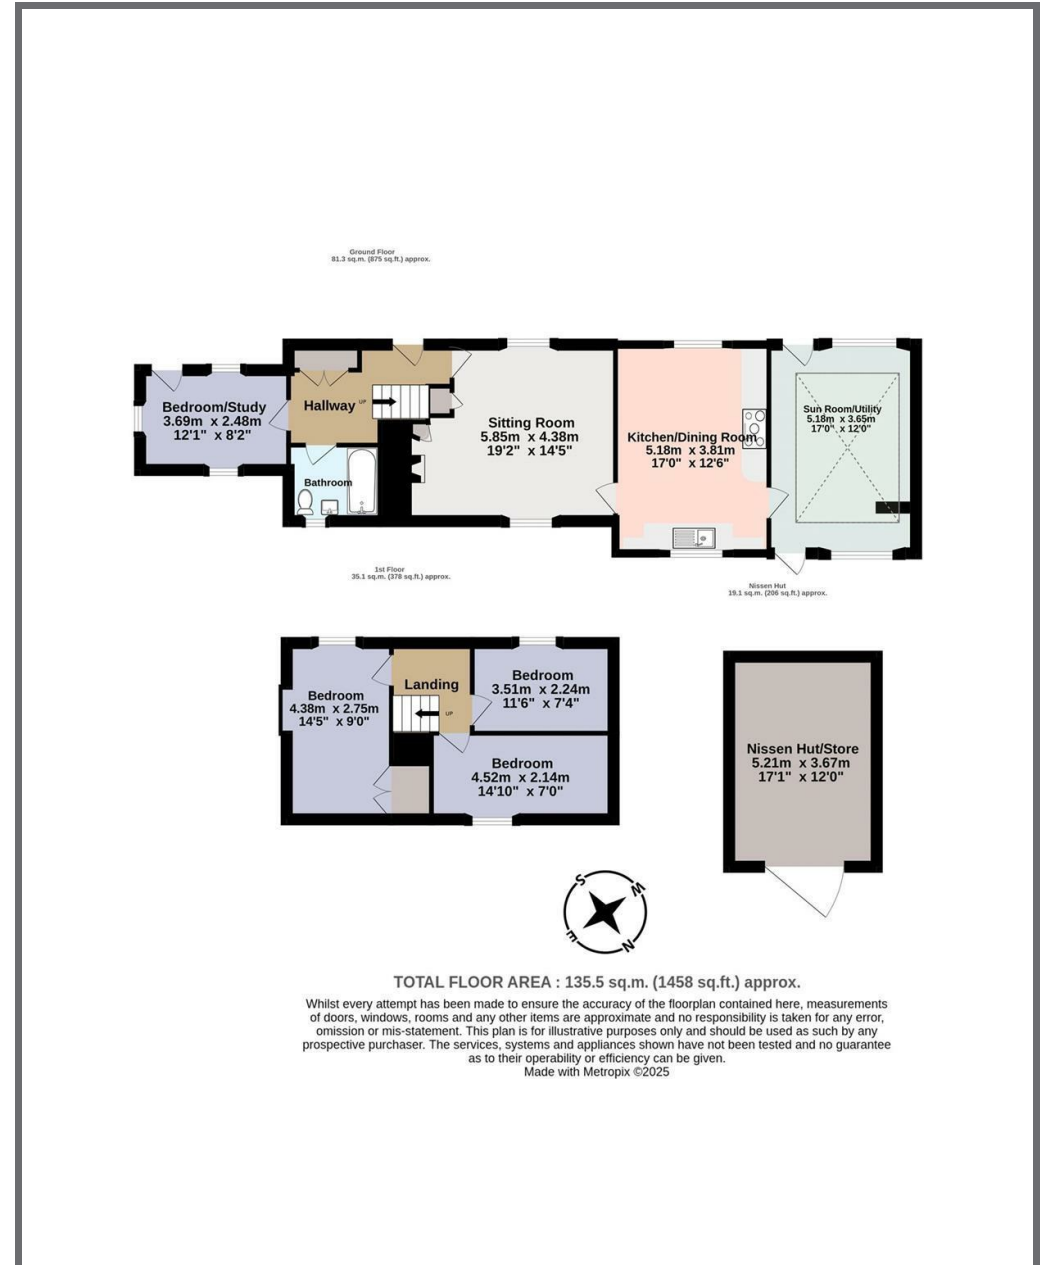 Ground Floor
81.3 sq.m. (875 sq.ft.) approx.
Bedroom/Study
3.69m x 2.48m
12'1" x 8'2"
Hallway
UP
Bathroom
Sitting Room
5.85m x 4.38m
19'2" x 14'5"
Kitchen/Dining Room
5.18m x 3.81m
17'0" x 12'6"
Sun Room/Utility
5.18m x 3.65m
17'0" x 12'0"
1st Floor
35.1 sq.m. (378 sq.ft.) approx.
Nissen Hut
19.1 sq.m. (206 sq.ft.) approx.
Bedroom
4.38m x 2.75m
14'5" x 9'0"
Landing
UP
Bedroom
3.51m x 2.24m
11'6" x 7'4"
Bedroom
4.52m x 2.14m
14'10" x 7'0"
Nissen Hut/Store
5.21m x 3.67m
17'1" x 12'0"
S
W
E
N
TOTAL FLOOR AREA : 135.5 sq.m. (1458 sq.ft.) approx.
Whilst every attempt has been made to ensure the accuracy of the floorplan contained here, measurements
of doors, windows, rooms and any other items are approximate and no responsibility is taken for any error,
omission or mis-statement. This plan is for illustrative purposes only and should be used as such by any
prospective purchaser. The services, systems and appliances shown have not been tested and no guarantee
as to their operability or efficiency can be given.
Made with Metropix ©2025